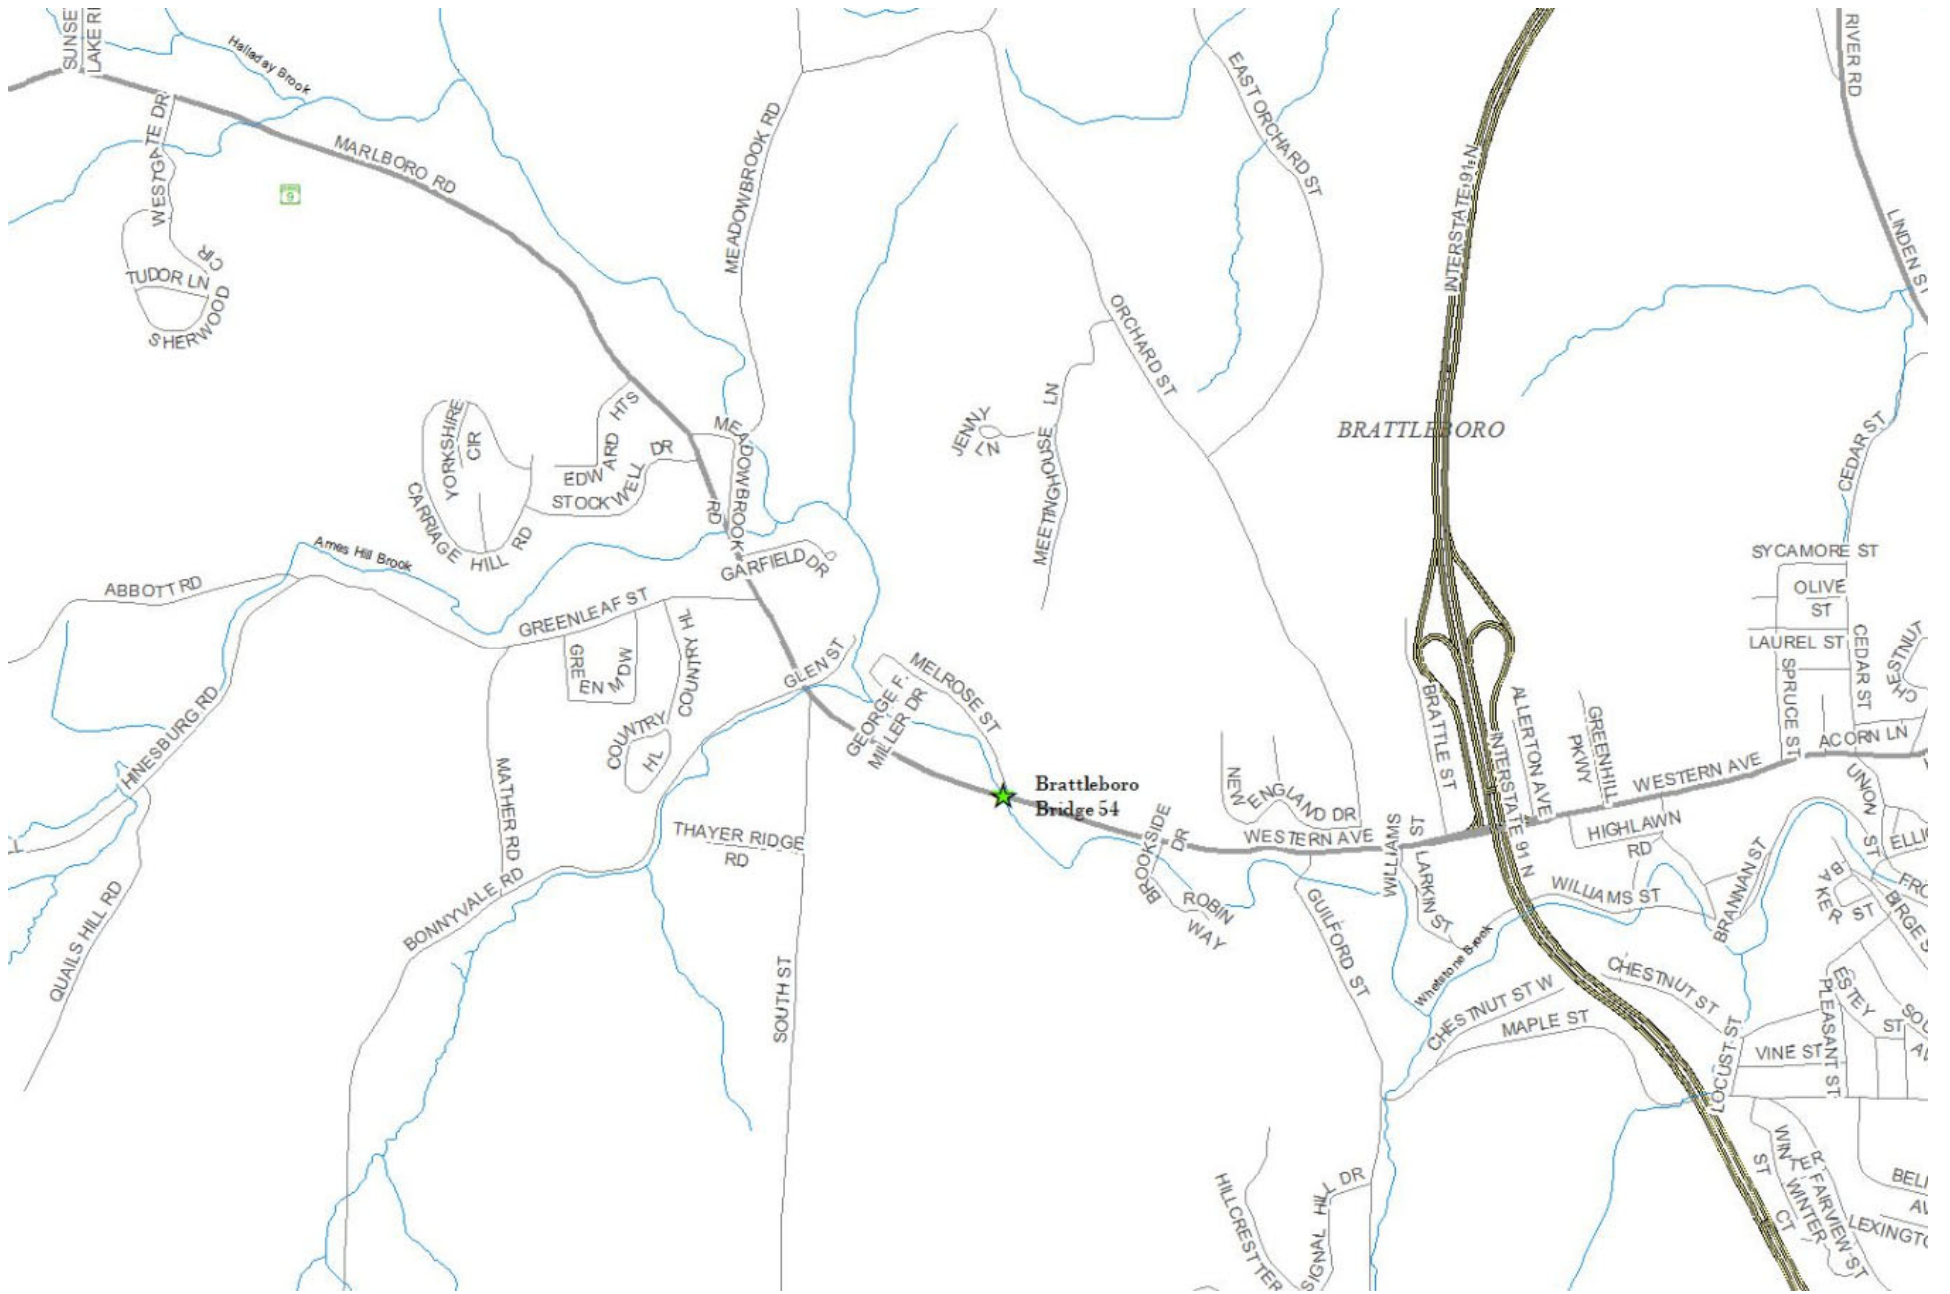 SUNSE
LAKE R
Halladay Brook
WESTGATE DR
MARLBORO RD
9
CIR
TUDOR LN
SHERWOOD
MEADOWBROOK RD
EAST ORCHARD ST
INTERSTATE 91 N
RIVER RD
LINDEN ST
ORCHARD ST
BRATTLEBORO
CEDAR ST
YORKSHIRE
CIR
CARRIAGE HILL RD
EDWARD HTS
STOCKWELL DR
MEADOWBROOK
RD
JENNY
LN
MEETINGHOUSE LN
Ames Hill Brook
ABBOTT RD
GARFIELD DR
GREENLEAF ST
GREEN MDW
COUNTRY HL
COUNTRY
HL
GLEN ST
GEORGE F.
MILLER DR
MELROSE ST
HINESBURG RD
MATHER RD
THAYER RIDGE
RD
BONNYVALE RD
QUAILS HILL RD
SOUTH ST
Brattleboro
Bridge 54
BROOKSIDE
DR
ROBIN
WAY
NEW ENGLAND DR
WESTERN AVE
WILLIAMS
ST
LARKIN ST
GUILFORD ST
BRATTLE ST
INTERSTATE 91 N
ALLERTON AVE
GREENHILL
PKWY
WESTERN AVE
HIGHLAWN
RD
WILLIAMS ST
BRANNAN ST
SYCAMORE ST
OLIVE
ST
LAUREL ST
SPRUCE ST
CEDAR ST
CHESTNUT
ACORN LN
UNION ST
ELLIO
FRO
BAKER ST
BIRGE S
Whetstone Brook
CHESTNUT ST W
MAPLE ST
CHESTNUT ST
LOCUST ST
VINE ST
PLEASANT ST
ESTEY
ST
SOU
AV
WINTER
ST
WINTER
CT
FAIRVIEW ST
BEL
AV
LEXINGTO
HILLCREST TER
SIGNAL HILL DR